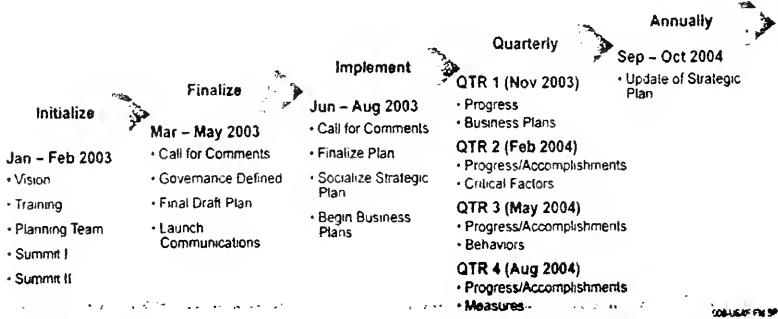 Initialize
Jan – Feb 2003
• Vision
• Training
• Planning Team
• Summit I
• Summit II
Finalize
Mar – May 2003
• Call for Comments
• Governance Defined
• Final Draft Plan
• Launch
Communications
Implement
Jun – Aug 2003
• Call for Comments
• Finalize Plan
• Socialize Strategic
Plan
• Begin Business
Plans
Quarterly
QTR 1 (Nov 2003)
• Progress
• Business Plans
QTR 2 (Feb 2004)
• Progress/Accomplishments
• Critical Factors
QTR 3 (May 2004)
• Progress/Accomplishments
• Behaviors
QTR 4 (Aug 2004)
• Progress/Accomplishments
• Measures
Annually
Sep – Oct 2004
• Update of Strategic
Plan